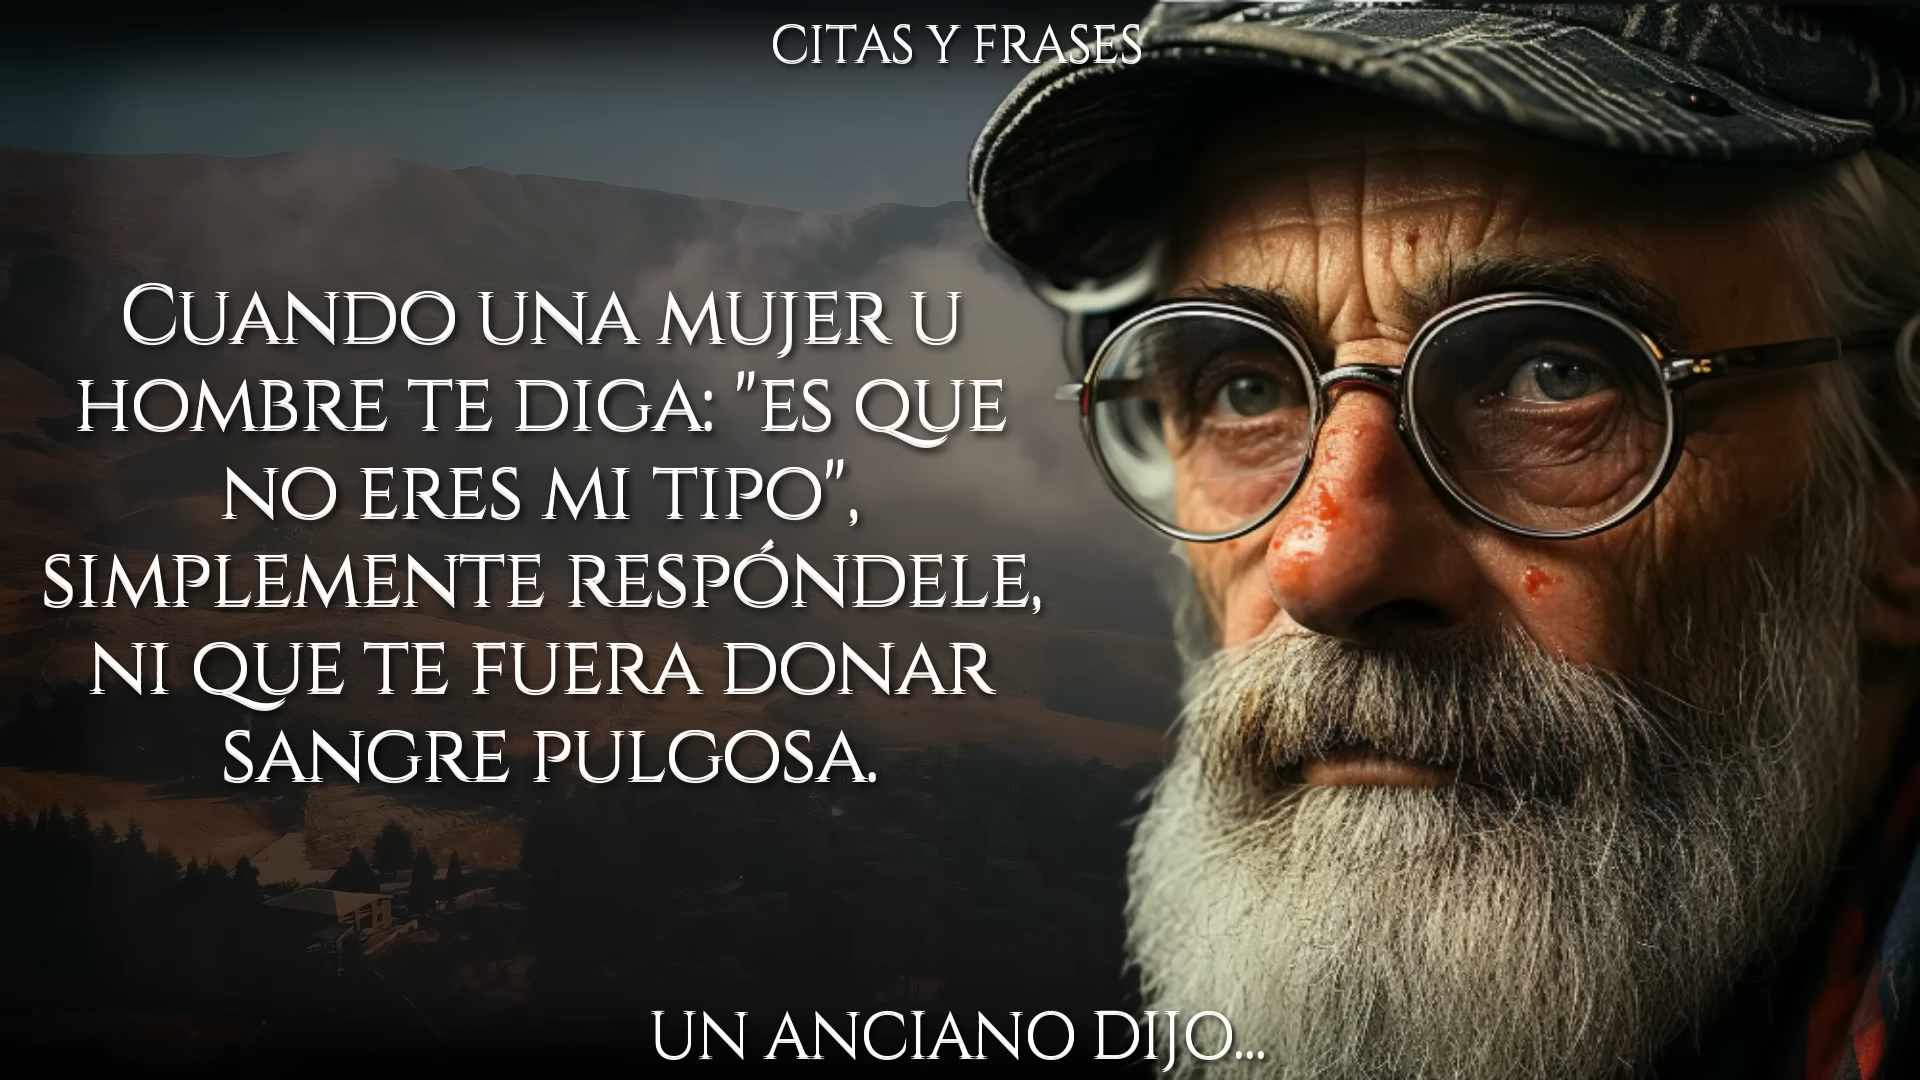 CITAS Y FRASES
CUANDO UNA MUJER U
HOMBRE TE DIGA: "ES QUE
NO ERES MI TIPO",
SIMPLEMENTE RESPÓNDELE,
NI QUE TE FUERA DONAR
SANGRE PULGOSA.
UN ANCIANO DIJO...